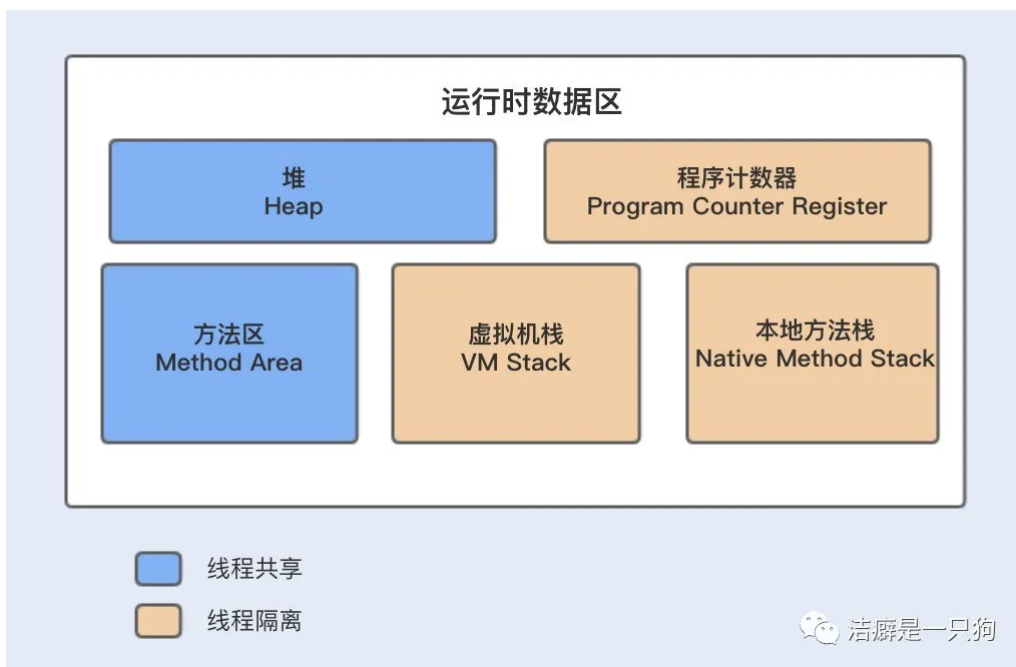 运行时数据区
堆
Heap
程序计数器
Program Counter Register
方法区
Method Area
虚拟机栈
VM Stack
本地方法栈
Native Method Stack
线程共享
线程隔离
洁癖是一只狗